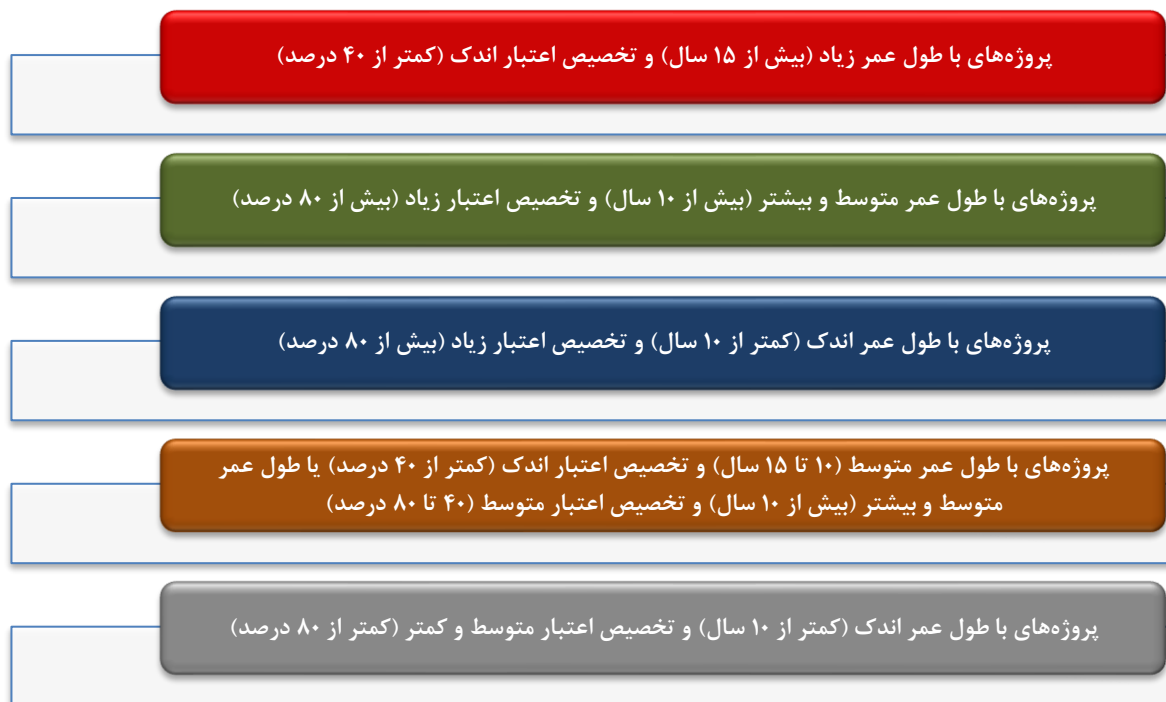 پروژه‌های با طول عمر زیاد (بیش از ۱۵ سال) و تخصیص اعتبار اندک (کمتر از ۴۰ درصد)
پروژه‌های با طول عمر متوسط و بیشتر (بیش از ۱۰ سال) و تخصیص اعتبار زیاد (بیش از ۸۰ درصد)
پروژه‌های با طول عمر اندک (کمتر از ۱۰ سال) و تخصیص اعتبار زیاد (بیش از ۸۰ درصد)
پروژه‌های با طول عمر متوسط (۱۰ تا ۱۵ سال) و تخصیص اعتبار اندک (کمتر از ۴۰ درصد) یا طول عمر
متوسط و بیشتر (بیش از ۱۰ سال) و تخصیص اعتبار متوسط (۴۰ تا ۸۰ درصد)
پروژه‌های با طول عمر اندک (کمتر از ۱۰ سال) و تخصیص اعتبار متوسط و کمتر (کمتر از ۸۰ درصد)